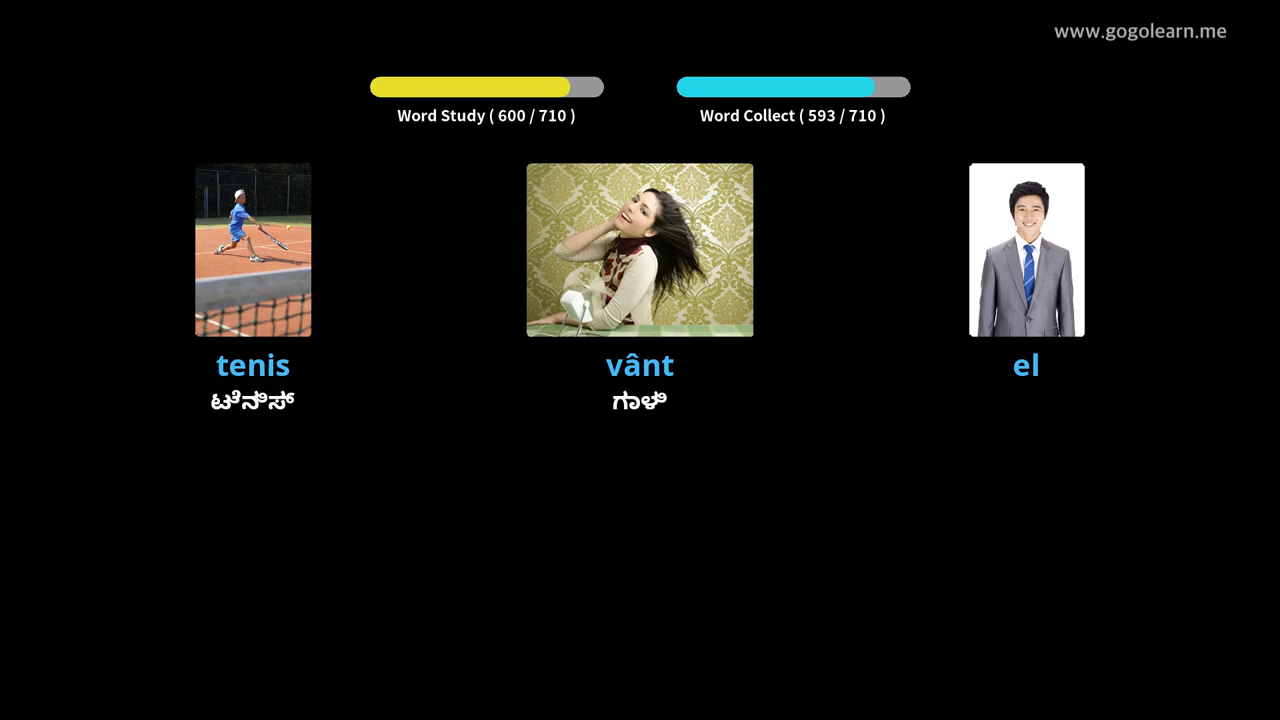 www.gogolearn.me
Word Study ( 600 / 710 )
Word Collect ( 593 / 710 )
tenis
vânt
el
ಟೆನಿಸ್
ಗಾಳಿ